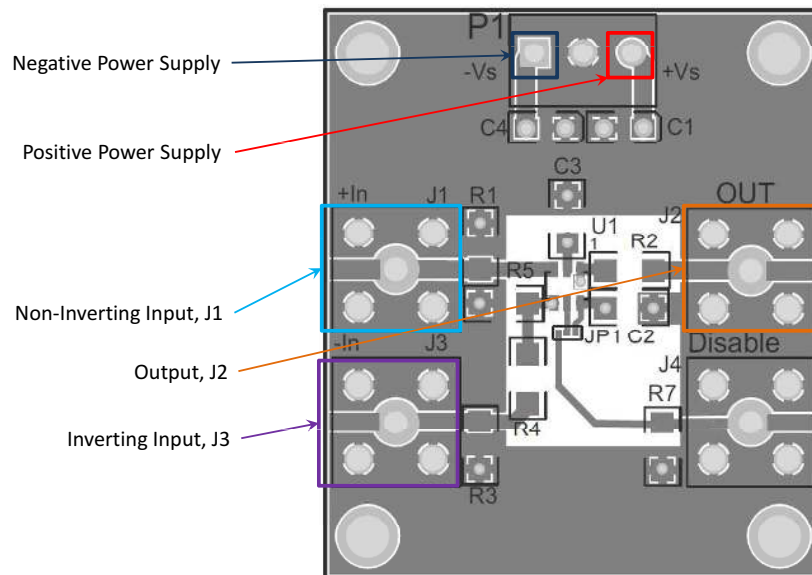 P1
Negative Power Supply
-Vs
+Vs
Positive Power Supply
C4
C1
C3
+In
J1
R1
OUT
J2
U1
1
R2
R5
Non-Inverting Input, J1
-In
J3
JP1
C2
Disable
Output, J2
J4
R7
Inverting Input, J3
R4
R3